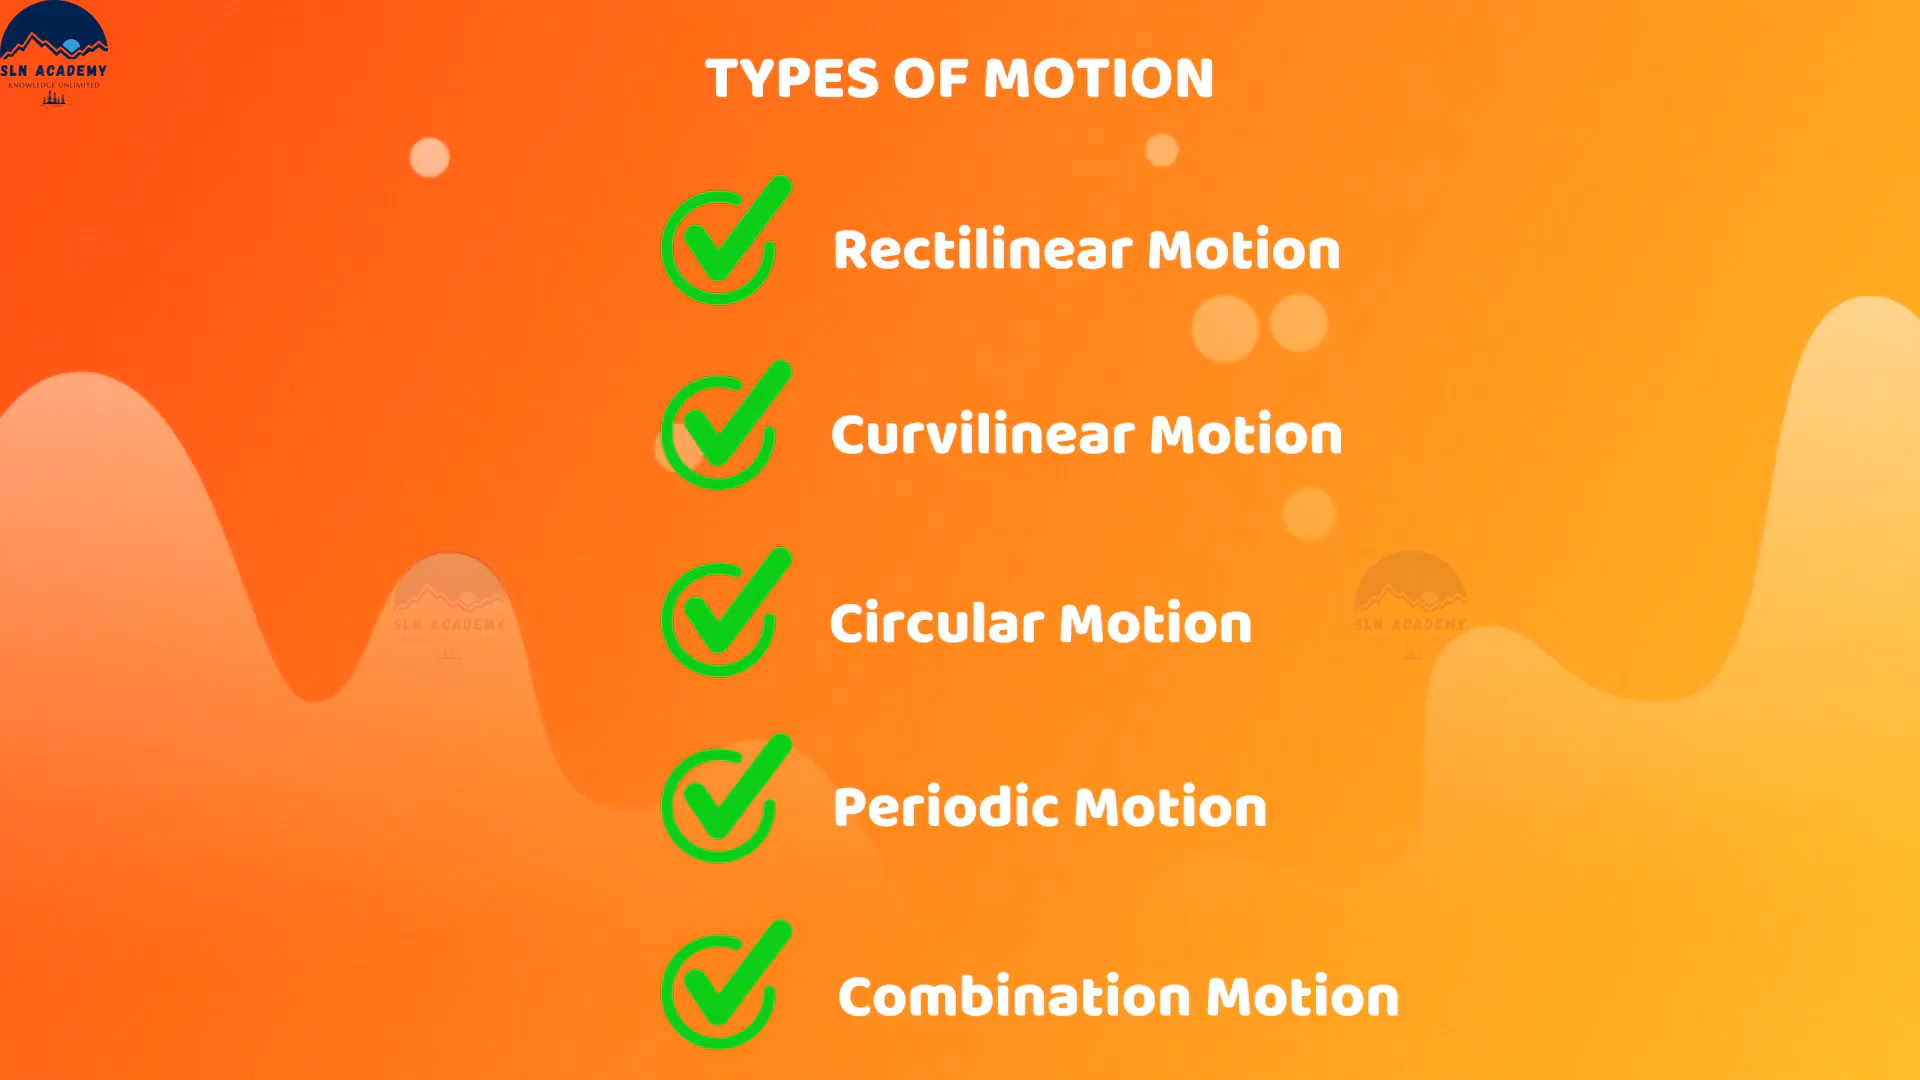 SLN ACADEMY
KNOWLEDGE UNLIMITED
TYPES OF MOTION
Rectilinear Motion
Curvilinear Motion
Circular Motion
SLN ACADEMY
SLN ACADEMY
Periodic Motion
Combination Motion